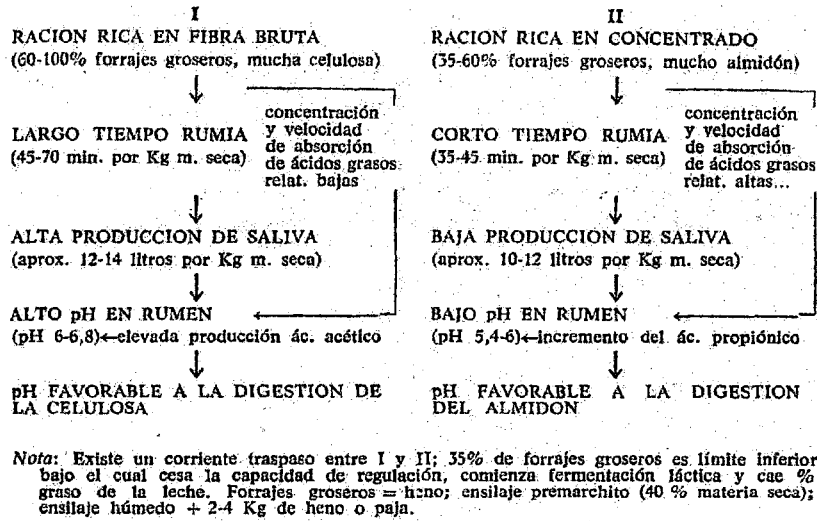 I
RACION RICA EN FIBRA BRUTA
(60-100% forrajes groseros, mucha celulosa)
concentración
y velocidad
de absorción
de ácidos grasos
relat. bajas
LARGO TIEMPO RUMIA
(45-70 min. por Kg m. seca)
ALTA PRODUCCION DE SALIVA
(aprox. 12-14 litros por Kg m. seca)
ALTO pH EN RUMEN
(pH 6-6,8)←elevada producción ác. acético
pH FAVORABLE A LA DIGESTION DE
LA CELULOSA
II
RACION RICA EN CONCENTRADO
(35-60% forrajes groseros, mucho almidón)
concentración
y velocidad
de absorción
de ácidos grasos
relat. altas...
CORTO TIEMPO RUMIA
(35-45 min. por Kg m. seca)
BAJA PRODUCCION DE SALIVA
(aprox. 10-12 litros por Kg m. seca)
BAJO pH EN RUMEN
(pH 5,4-6)←incremento del ác. propiónico
pH FAVORABLE A LA DIGESTION
DEL ALMIDON
Nota: Existe un corriente traspaso entre I y II; 35% de forrajes groseros es límite inferior
bajo el cual cesa la capacidad de regulación, comienza fermentación láctica y cae %
graso de la leche. Forrajes groseros = heno; ensilaje premarchito (40 % materia seca);
ensilaje húmedo + 2-4 Kg de heno o paja.